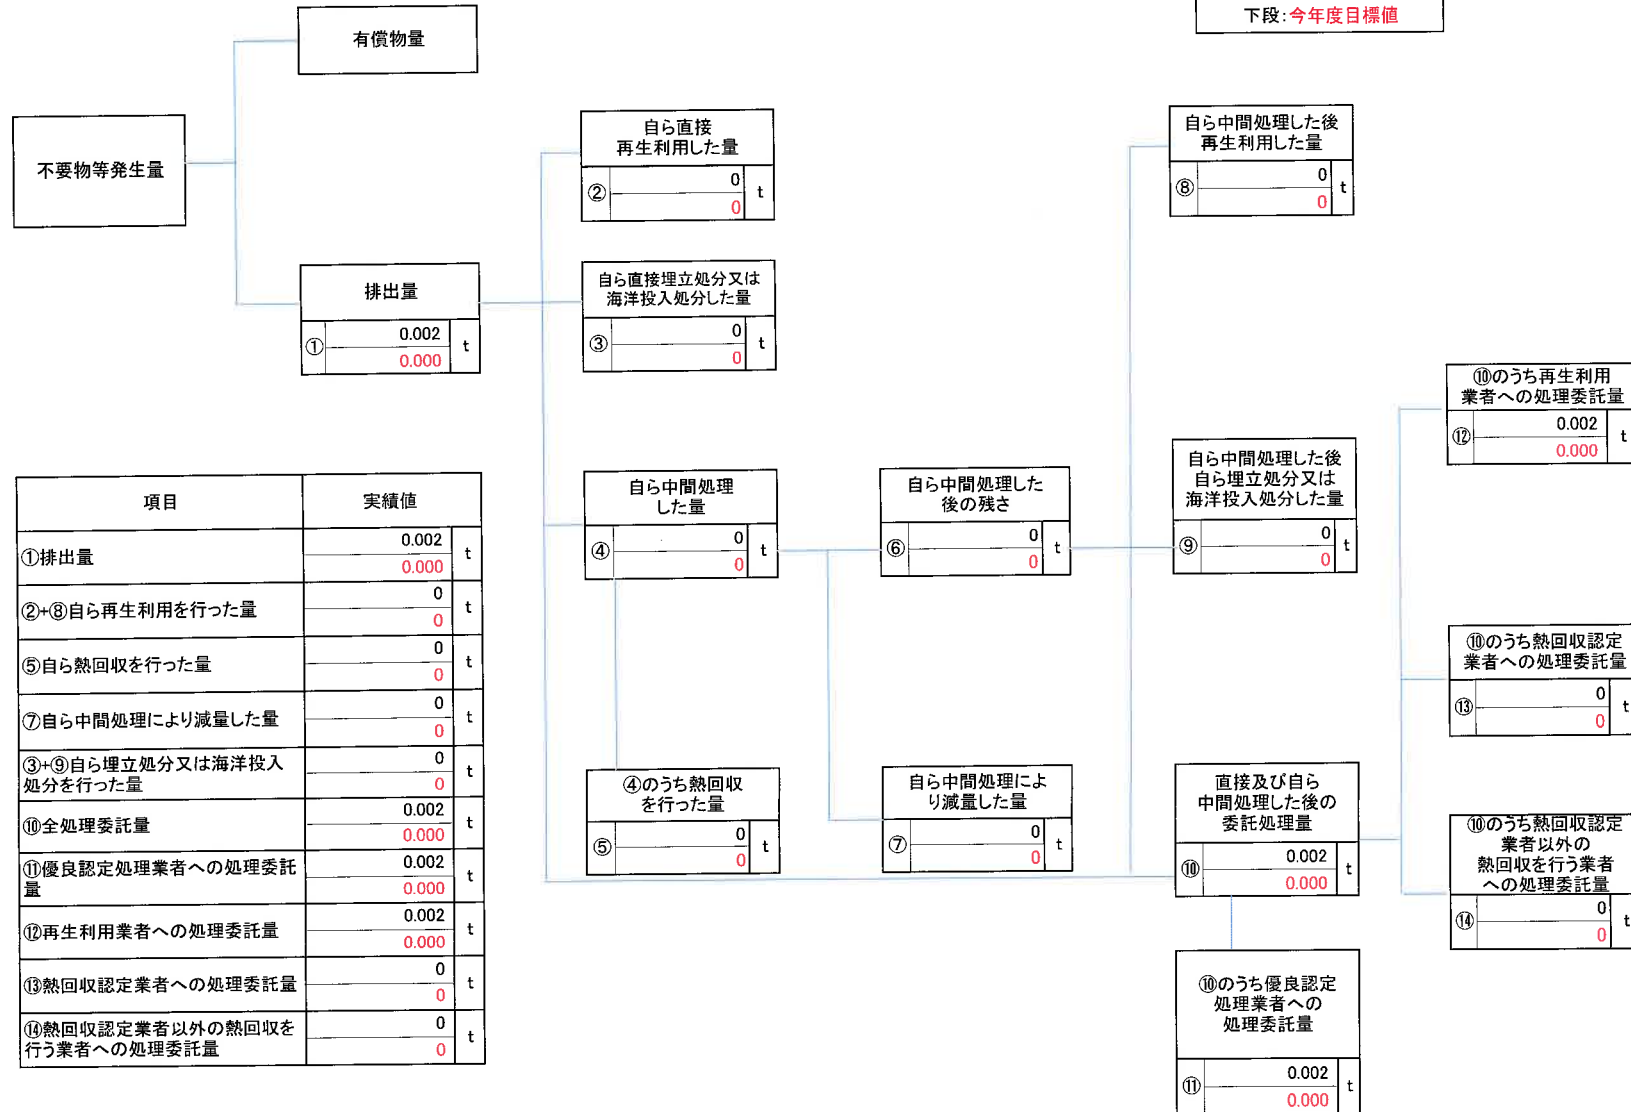 下段:今年度目標値
有償物量
不要物等発生量
排出量
① 0.002 t
0.000
自ら直接
再生利用した量
② 0 t
0
自ら直接埋立処分又は
海洋投入処分した量
③ 0 t
0
自ら中間処理
した量
④ 0 t
0
④のうち熱回収
を行った量
⑤ 0 t
0
自ら中間処理した
後の残さ
⑥ 0 t
0
自ら中間処理によ
り減量した量
⑦ 0 t
0
自ら中間処理した後
再生利用した量
⑧ 0 t
0
自ら中間処理した後
自ら埋立処分又は
海洋投入処分した量
⑨ 0 t
0
直接及び自ら
中間処理した後の
委託処理量
⑩ 0.002 t
0.000
⑩のうち優良認定
処理業者への
処理委託量
⑪ 0.002 t
0.000
⑩のうち再生利用
業者への処理委託量
⑫ 0.002 t
0.000
⑩のうち熱回収認定
業者への処理委託量
⑬ 0 t
0
⑩のうち熱回収認定
業者以外の
熱回収を行う業者
への処理委託量
⑭ 0 t
0
項目 実績値
①排出量 0.002 t
0.000
②+⑧自ら再生利用を行った量 0 t
0
⑤自ら熱回収を行った量 0 t
0
⑦自ら中間処理により減量した量 0 t
0
③+⑨自ら埋立処分又は海洋投入
処分を行った量 0 t
0
⑩全処理委託量 0.002 t
0.000
⑪優良認定処理業者への処理委託
量 0.002 t
0.000
⑫再生利用業者への処理委託量 0.002 t
0.000
⑬熱回収認定業者への処理委託量 0 t
0
⑭熱回収認定業者以外の熱回収を
行う業者への処理委託量 0 t
0